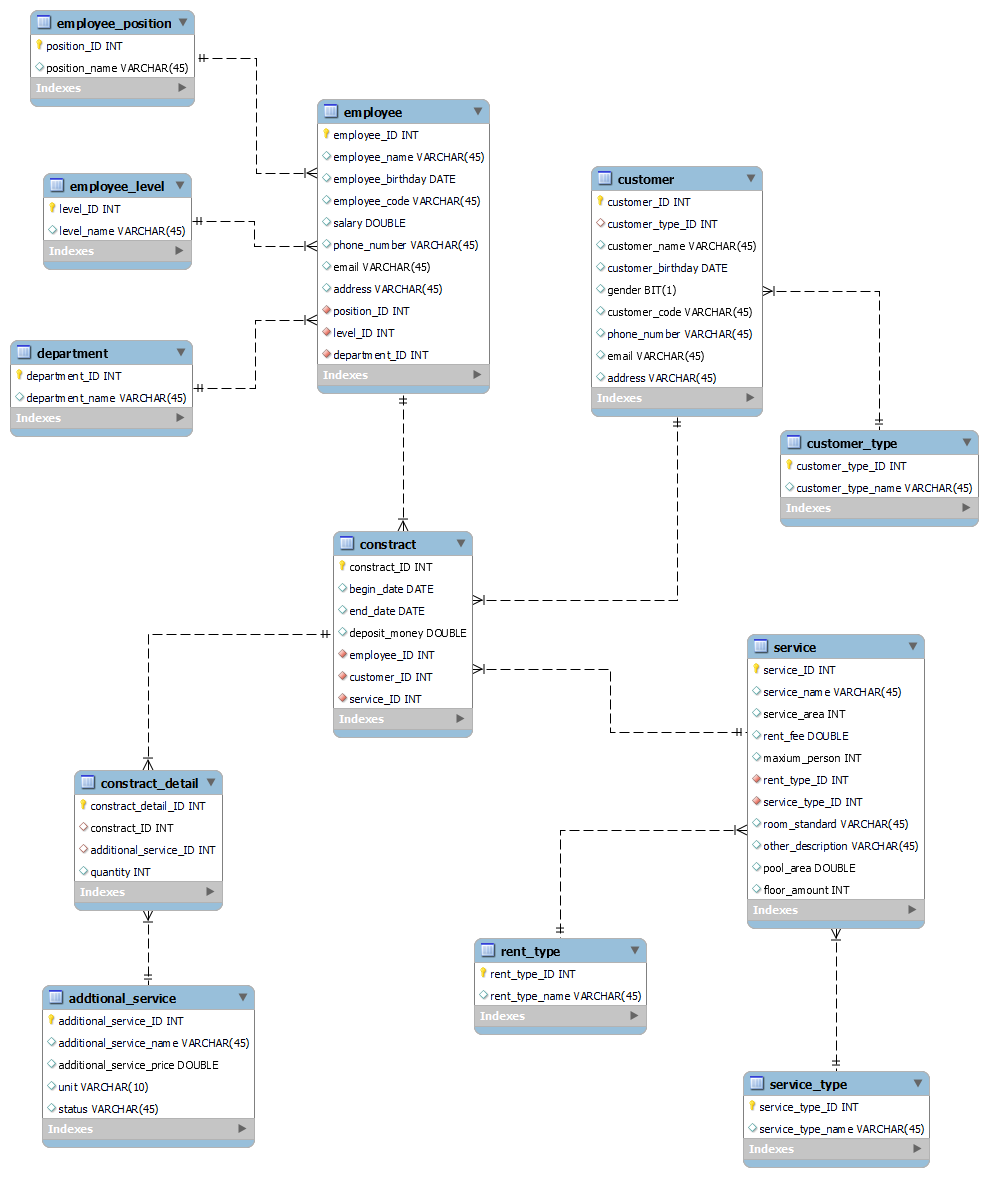 employee_position
position_ID INT
position_name VARCHAR(45)
Indexes
employee_level
level_ID INT
level_name VARCHAR(45)
Indexes
department
department_ID INT
department_name VARCHAR(45)
Indexes
employee
employee_ID INT
employee_name VARCHAR(45)
employee_birthday DATE
employee_code VARCHAR(45)
salary DOUBLE
phone_number VARCHAR(45)
email VARCHAR(45)
address VARCHAR(45)
position_ID INT
level_ID INT
department_ID INT
Indexes
customer
customer_ID INT
customer_type_ID INT
customer_name VARCHAR(45)
customer_birthday DATE
gender BIT(1)
customer_code VARCHAR(45)
phone_number VARCHAR(45)
email VARCHAR(45)
address VARCHAR(45)
Indexes
customer_type
customer_type_ID INT
customer_type_name VARCHAR(45)
Indexes
constract
constract_ID INT
begin_date DATE
end_date DATE
deposit_money DOUBLE
employee_ID INT
customer_ID INT
service_ID INT
Indexes
service
service_ID INT
service_name VARCHAR(45)
service_area INT
rent_fee DOUBLE
maxium_person INT
rent_type_ID INT
service_type_ID INT
room_standard VARCHAR(45)
other_description VARCHAR(45)
pool_area DOUBLE
floor_amount INT
Indexes
constract_detail
constract_detail_ID INT
constract_ID INT
additional_service_ID INT
quantity INT
Indexes
rent_type
rent_type_ID INT
rent_type_name VARCHAR(45)
Indexes
addtional_service
additional_service_ID INT
additional_service_name VARCHAR(45)
additional_service_price DOUBLE
unit VARCHAR(10)
status VARCHAR(45)
Indexes
service_type
service_type_ID INT
service_type_name VARCHAR(45)
Indexes